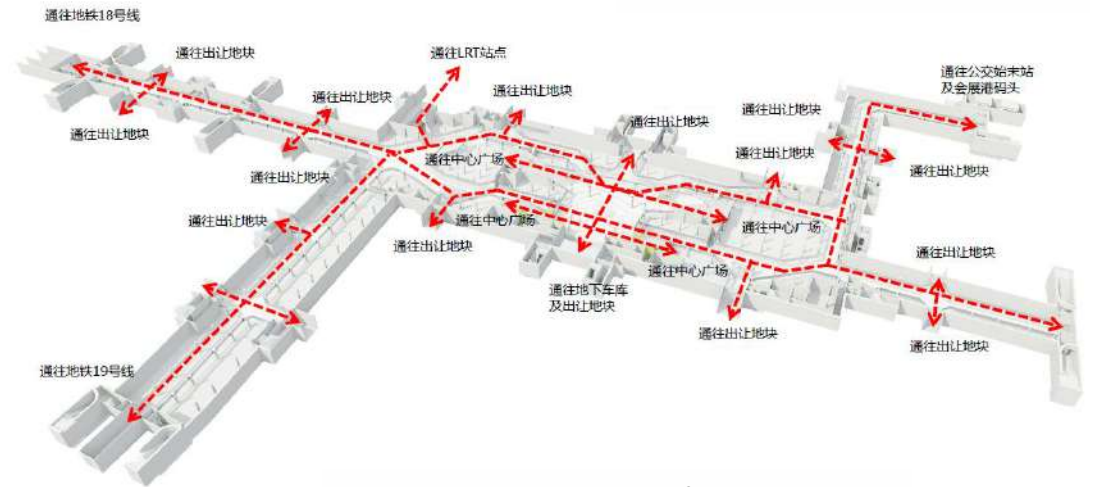 通往地铁18号线
通往出让地块
通往LRT站点
通往公交始末站
及会展港码头
通往出让地块
通往出让地块
通往出让地块
通往出让地块
通往出让地块
通往中心广场
通往出让地块
通往出让地块
通往出让地块
通往出让地块
通往中心广场
通往中心广场
通往出让地块
通往中心广场
通往出让地块
通往地下车库
及出让地块
通往出让地块
通往出让地块
通往地铁19号线